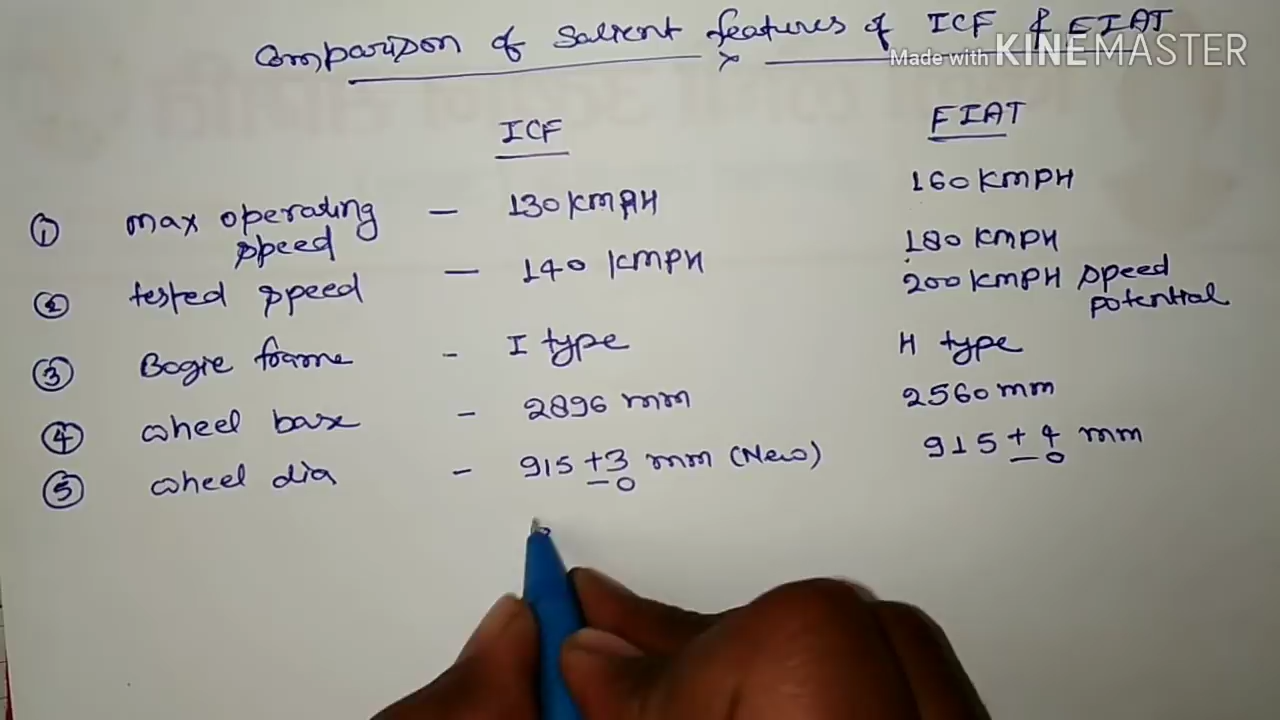 Comparison of Salient features of ICF & FIAT
Made with KINEMASTER
ICF FIAT
① max operating speed — 130 KMPH 160 KMPH
② tested speed — 140 KMPH 180 KMPH
200 KMPH speed potential
③ Bogie frame - I type H type
④ wheel base - 2896 mm 2560 mm
⑤ wheel dia - 915 +3 mm (New) 915 + 4 mm
-0 -0